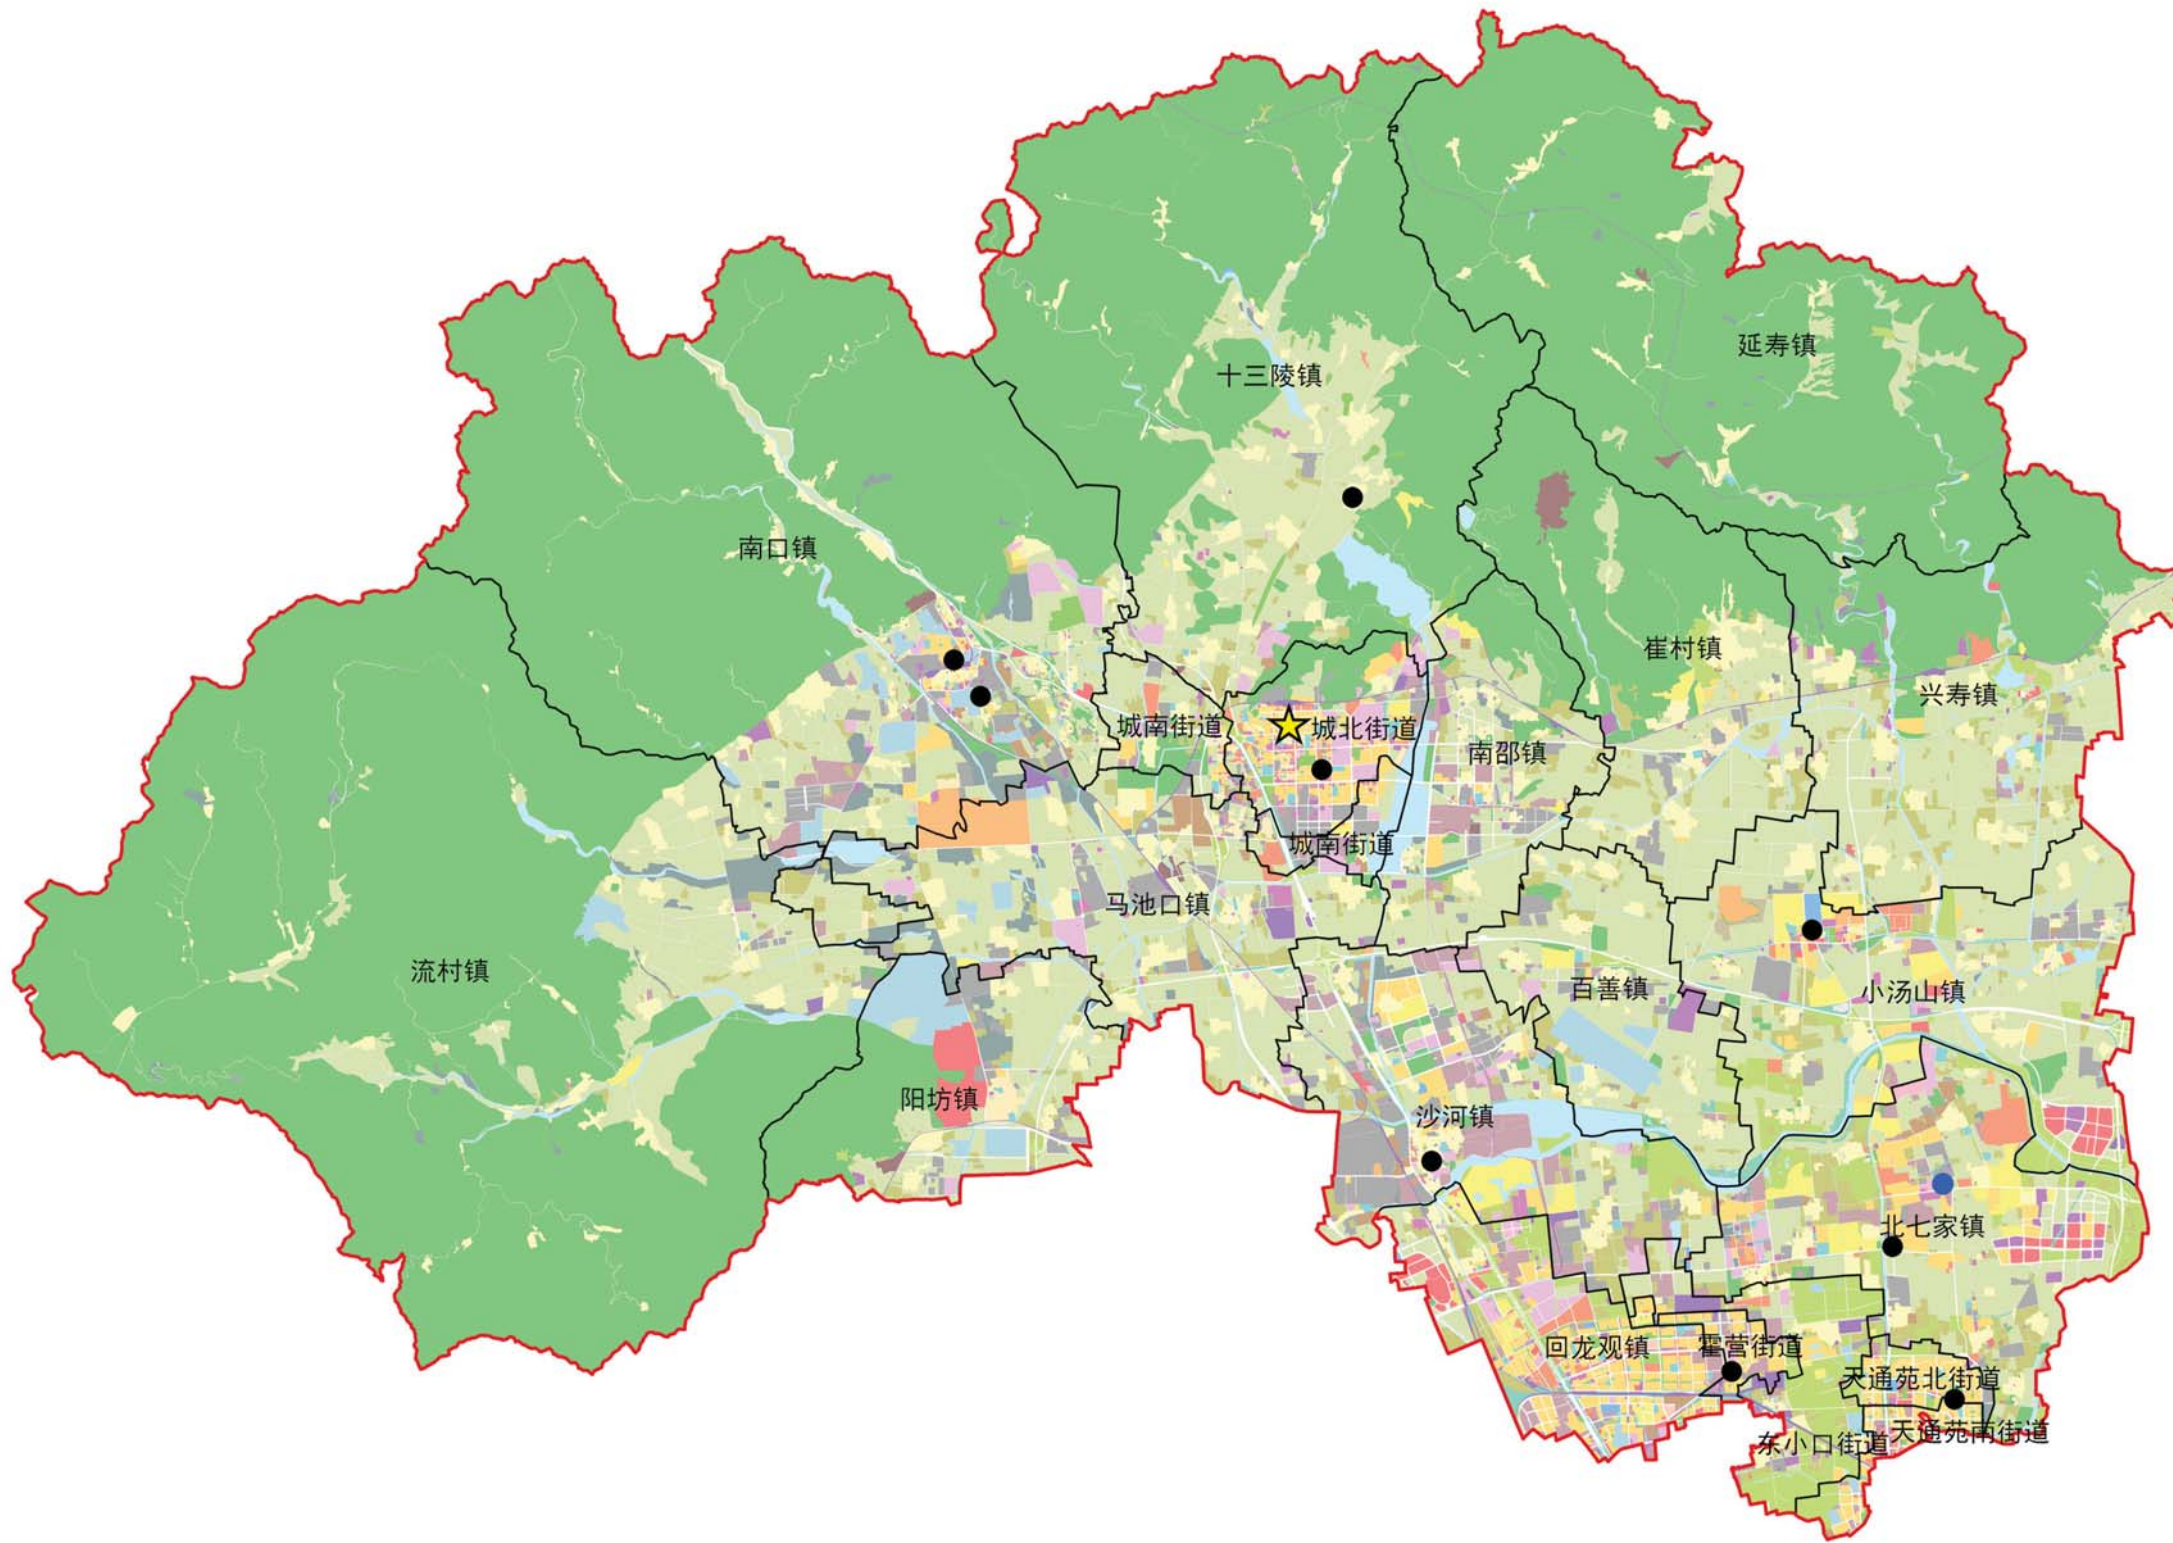 延寿镇
十三陵镇
南口镇
崔村镇
兴寿镇
城南街道
城北街道
南邵镇
城南街道
马池口镇
流村镇
百善镇
小汤山镇
阳坊镇
沙河镇
北七家镇
回龙观镇
霍营街道
天通苑北街道
天通苑南街道
东小口街道